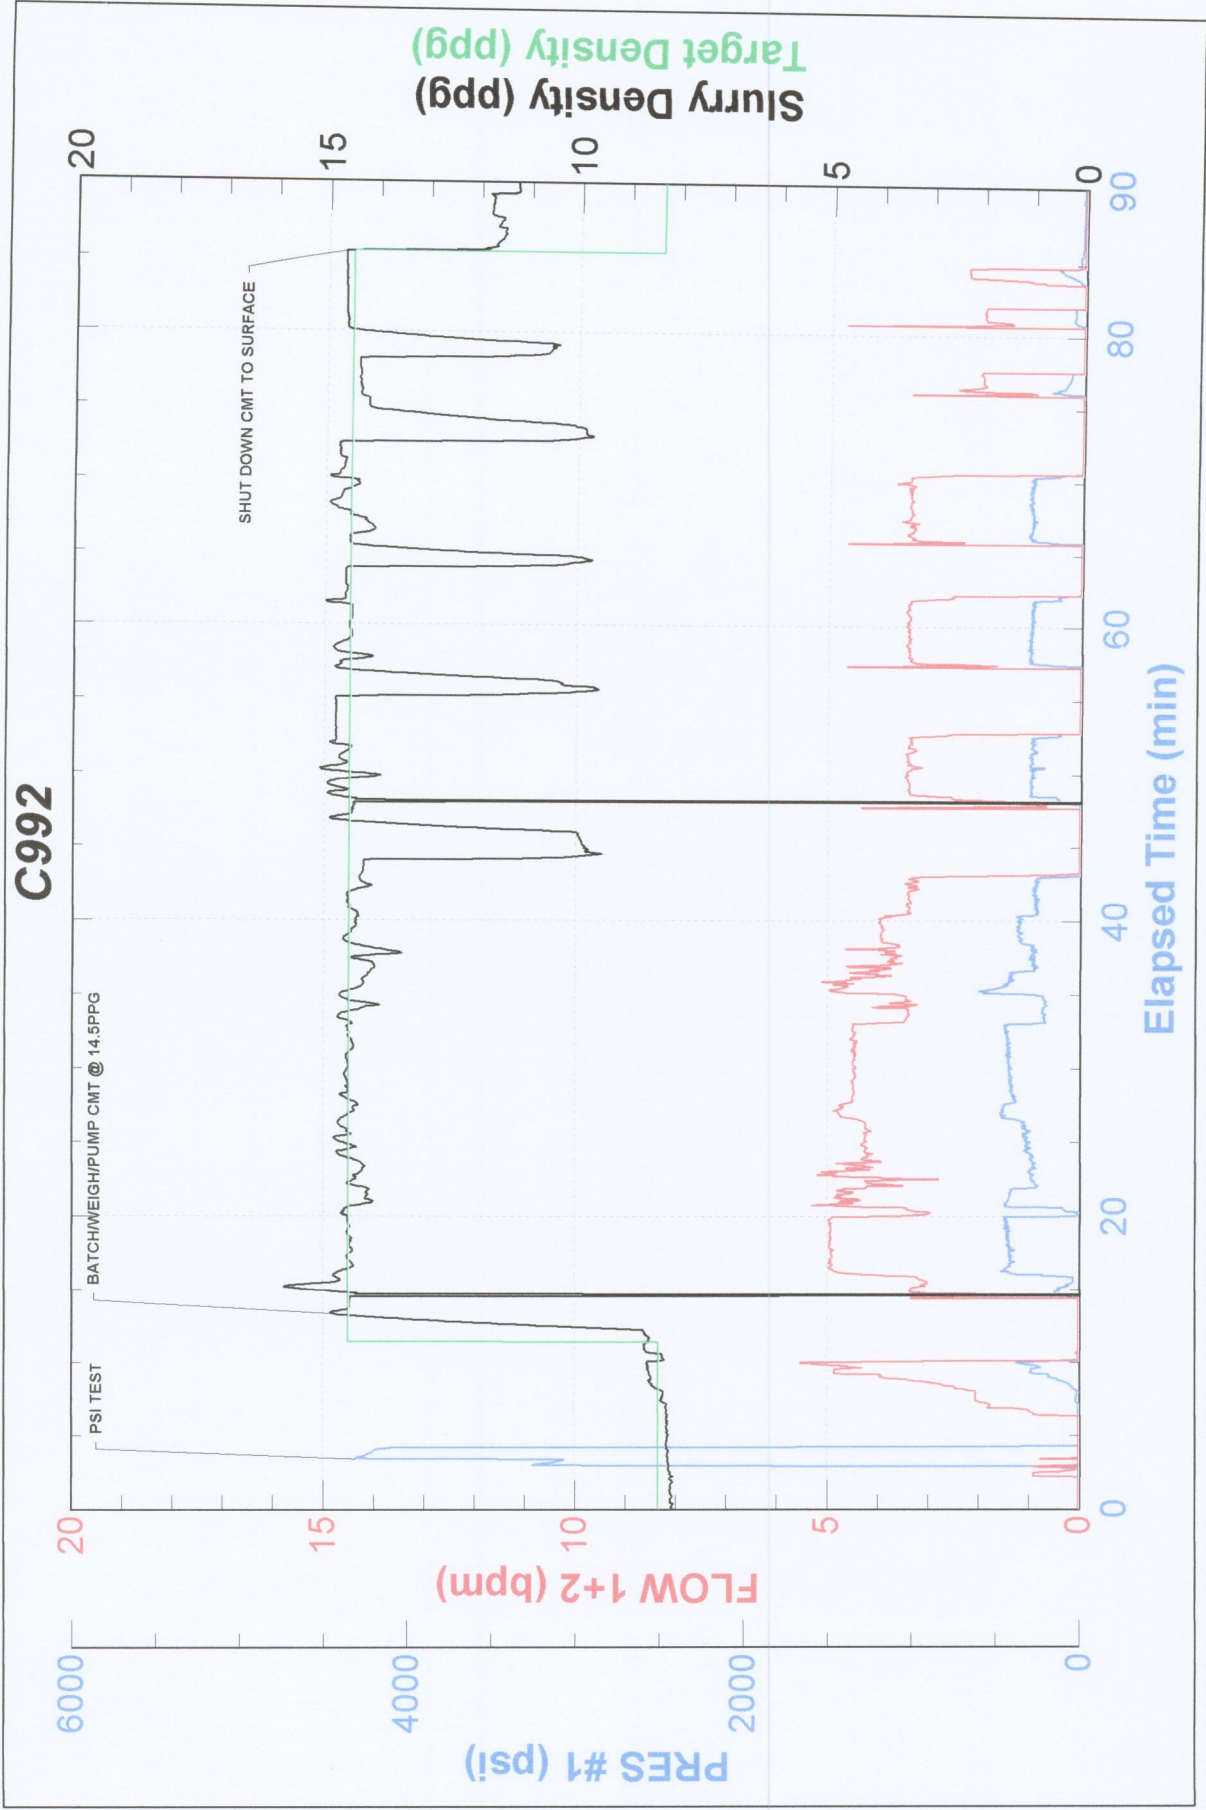 C992
PSI TEST
BATCH/WEIGH/PUMP CMT @ 14.5PPG
SHUT DOWN CMT TO SURFACE
6000
4000
2000
0
PRES #1 (psi)
20
15
10
5
0
FLOW 1+2 (bpm)
20
15
10
5
0
Slurry Density (ppg)
Target Density (ppg)
0
20
40
60
80
90
Elapsed Time (min)